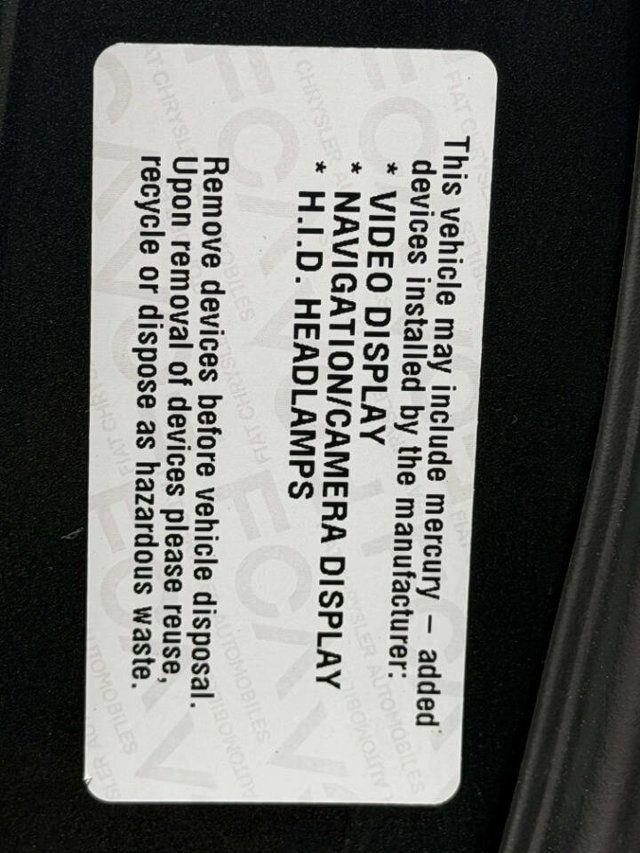 This vehicle may include mercury – added
devices installed by the manufacturer:
* VIDEO DISPLAY
* NAVIGATION/CAMERA DISPLAY
* H.I.D. HEADLAMPS
Remove devices before vehicle disposal.
Upon removal of devices please reuse,
recycle or dispose as hazardous waste.